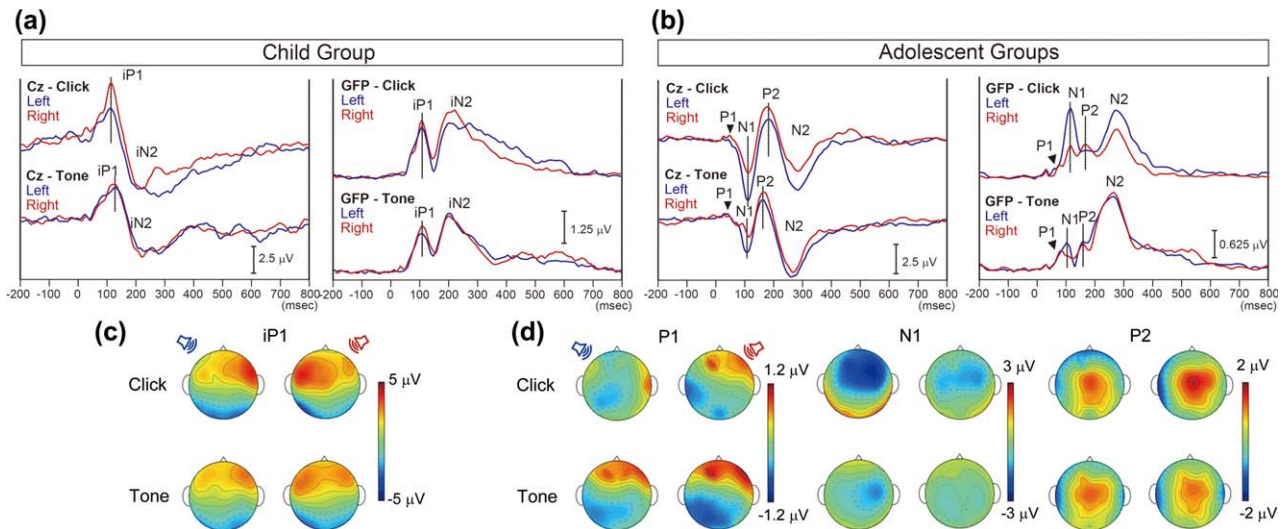 (a)
Child Group
Cz - Click
Left
Right
iP1
iN2
Cz - Tone
Left
Right
iP1
iN2
2.5 μV
-200 -100 0 100 200 300 400 500 600 700 800
(msec)
GFP - Click
Left
Right
iP1
iN2
GFP - Tone
Left
Right
iP1
iN2
1.25 μV
-200 -100 0 100 200 300 400 500 600 700 800
(msec)
(b)
Adolescent Groups
Cz - Click
Left
Right
P1
N1
P2
N2
Cz - Tone
Left
Right
P1
N1
P2
N2
2.5 μV
-200 -100 0 100 200 300 400 500 600 700 800
(msec)
GFP - Click
Left
Right
P1
N1
P2
N2
GFP - Tone
Left
Right
P1
N1
P2
N2
0.625 μV
-200 -100 0 100 200 300 400 500 600 700 800
(msec)
(c)
iP1
Click
Tone
5 μV
-5 μV
(d)
P1
N1
P2
Click
Tone
1.2 μV
-1.2 μV
3 μV
-3 μV
2 μV
-2 μV